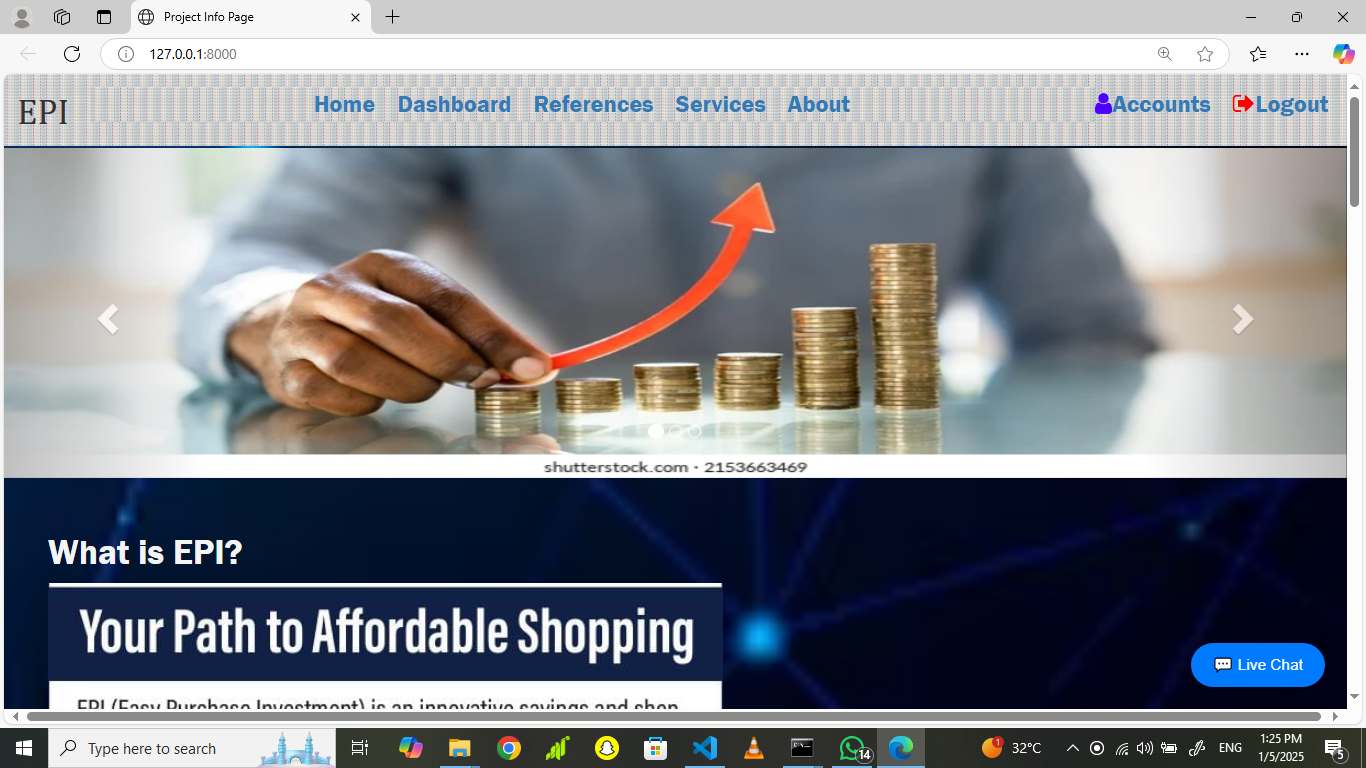 Project Info Page
127.0.0.1:8000
EPI
Home Dashboard References Services About
Accounts Logout
shutterstock.com · 2153663469
What is EPI?
Your Path to Affordable Shopping
EPI (Easy Purchase Investment) is an innovative savings and shop
Live Chat
Type here to search
14
1
32°C
ENG
1:25 PM
1/5/2025
5